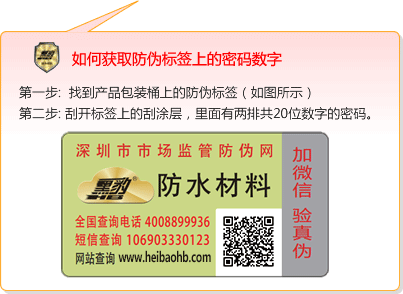 黑豹
如何获取防伪标签上的密码数字
第一步: 找到产品包装桶上的防伪标签（如图所示）
第二步: 刮开标签上的刮涂层，里面有两排共20位数字的密码。
深圳市市场监管防伪网
黑豹
防水材料
全国查询电话 4008899936
短信查询 106903330123
网站查询 www.heibaohb.com
加微信 验真伪